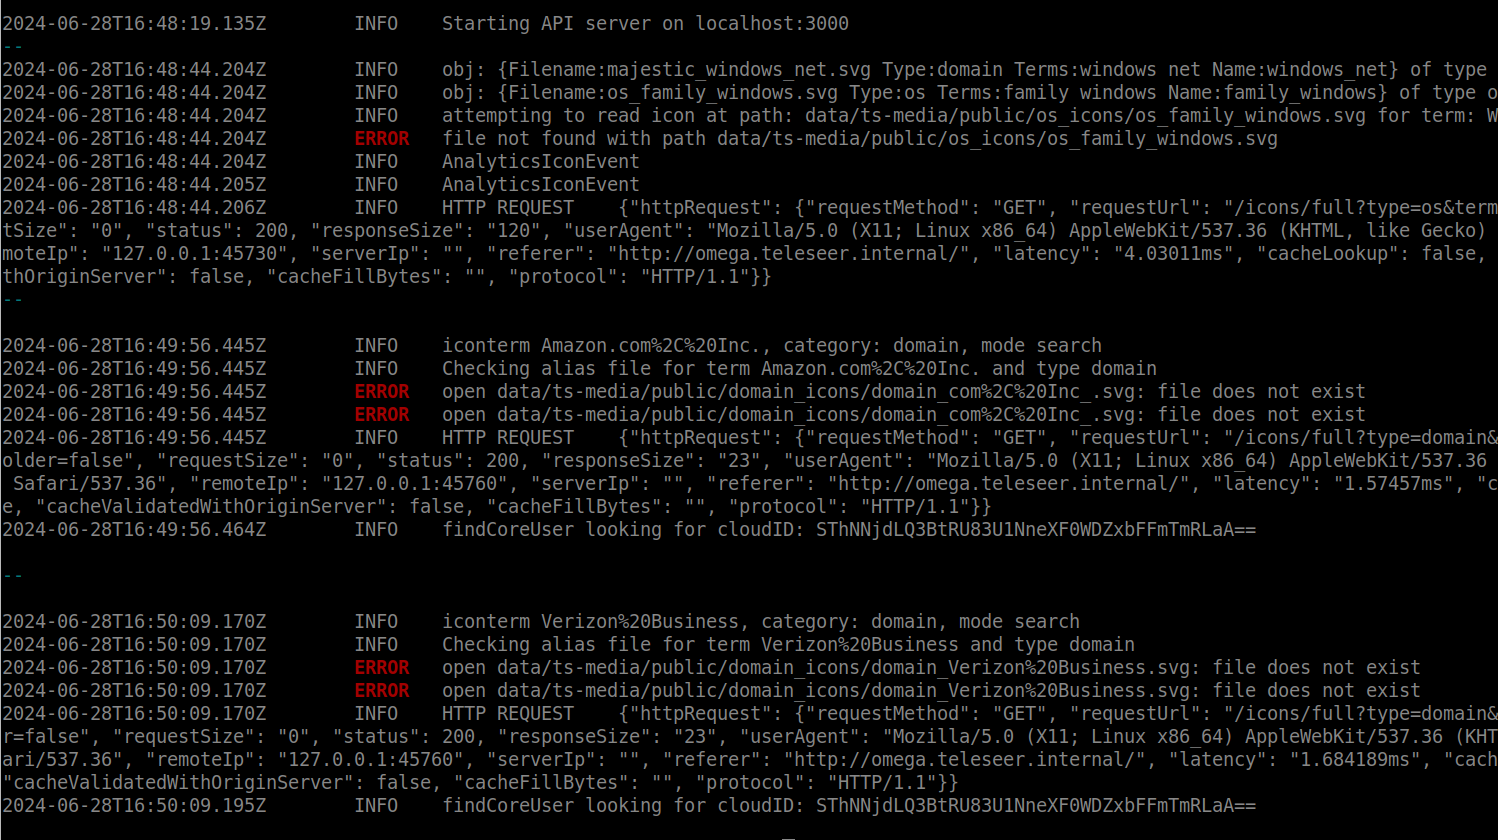 2024-06-28T16:48:19.135Z        INFO    Starting API server on localhost:3000
--
2024-06-28T16:48:44.204Z        INFO    obj: {Filename:majestic_windows_net.svg Type:domain Terms:windows net Name:windows_net} of type
2024-06-28T16:48:44.204Z        INFO    obj: {Filename:os_family_windows.svg Type:os Terms:family windows Name:family_windows} of type o
2024-06-28T16:48:44.204Z        INFO    attempting to read icon at path: data/ts-media/public/os_icons/os_family_windows.svg for term: W
2024-06-28T16:48:44.204Z        ERROR   file not found with path data/ts-media/public/os_icons/os_family_windows.svg
2024-06-28T16:48:44.204Z        INFO    AnalyticsIconEvent
2024-06-28T16:48:44.205Z        INFO    AnalyticsIconEvent
2024-06-28T16:48:44.206Z        INFO    HTTP REQUEST    {"httpRequest": {"requestMethod": "GET", "requestUrl": "/icons/full?type=os&term
tSize": "0", "status": 200, "responseSize": "120", "userAgent": "Mozilla/5.0 (X11; Linux x86_64) AppleWebKit/537.36 (KHTML, like Gecko)
moteIp": "127.0.0.1:45730", "serverIp": "", "referer": "http://omega.teleseer.internal/", "latency": "4.03011ms", "cacheLookup": false,
thOriginServer": false, "cacheFillBytes": "", "protocol": "HTTP/1.1"}}
--
2024-06-28T16:49:56.445Z        INFO    iconterm Amazon.com%2C%20Inc., category: domain, mode search
2024-06-28T16:49:56.445Z        INFO    Checking alias file for term Amazon.com%2C%20Inc. and type domain
2024-06-28T16:49:56.445Z        ERROR   open data/ts-media/public/domain_icons/domain_com%2C%20Inc_.svg: file does not exist
2024-06-28T16:49:56.445Z        ERROR   open data/ts-media/public/domain_icons/domain_com%2C%20Inc_.svg: file does not exist
2024-06-28T16:49:56.445Z        INFO    HTTP REQUEST    {"httpRequest": {"requestMethod": "GET", "requestUrl": "/icons/full?type=domain&
older=false", "requestSize": "0", "status": 200, "responseSize": "23", "userAgent": "Mozilla/5.0 (X11; Linux x86_64) AppleWebKit/537.36
 Safari/537.36", "remoteIp": "127.0.0.1:45760", "serverIp": "", "referer": "http://omega.teleseer.internal/", "latency": "1.57457ms", "c
e, "cacheValidatedWithOriginServer": false, "cacheFillBytes": "", "protocol": "HTTP/1.1"}}
2024-06-28T16:49:56.464Z        INFO    findCoreUser looking for cloudID: SThNNjdLQ3BtRU83U1NneXF0WDZxbFFmTmRLaA==
--
2024-06-28T16:50:09.170Z        INFO    iconterm Verizon%20Business, category: domain, mode search
2024-06-28T16:50:09.170Z        INFO    Checking alias file for term Verizon%20Business and type domain
2024-06-28T16:50:09.170Z        ERROR   open data/ts-media/public/domain_icons/domain_Verizon%20Business.svg: file does not exist
2024-06-28T16:50:09.170Z        ERROR   open data/ts-media/public/domain_icons/domain_Verizon%20Business.svg: file does not exist
2024-06-28T16:50:09.170Z        INFO    HTTP REQUEST    {"httpRequest": {"requestMethod": "GET", "requestUrl": "/icons/full?type=domain&
r=false", "requestSize": "0", "status": 200, "responseSize": "23", "userAgent": "Mozilla/5.0 (X11; Linux x86_64) AppleWebKit/537.36 (KHT
ari/537.36", "remoteIp": "127.0.0.1:45760", "serverIp": "", "referer": "http://omega.teleseer.internal/", "latency": "1.684189ms", "cach
"cacheValidatedWithOriginServer": false, "cacheFillBytes": "", "protocol": "HTTP/1.1"}}
2024-06-28T16:50:09.195Z        INFO    findCoreUser looking for cloudID: SThNNjdLQ3BtRU83U1NneXF0WDZxbFFmTmRLaA==